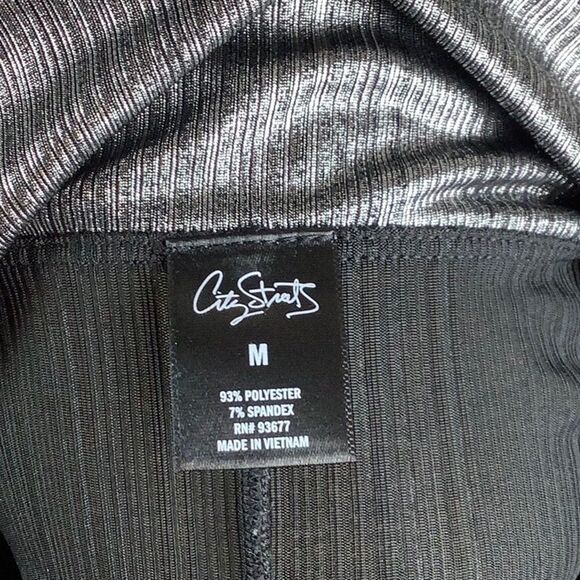 City Streets
M
93% POLYESTER
7% SPANDEX
RN# 93677
MADE IN VIETNAM